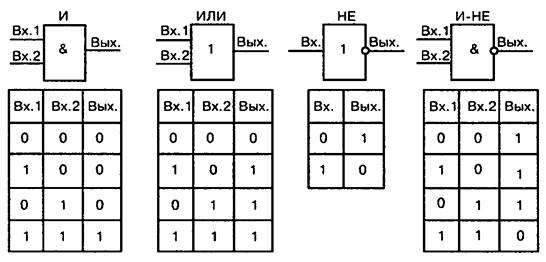 И ИЛИ НЕ И-НЕ
Вх.1 Вх.1 Вх.1
& Вых. 1 Вых. Вх. 1 Вых. & Вых.
Вх.2 Вх.2 Вх.2
Вх.1 Вх.2 Вых. Вх.1 Вх.2 Вых. Вх. Вых. Вх.1 Вх.2 Вых.
0 0 0 0 0 0 0 1 0 0 1
1 0 0 1 0 1 1 0 1 0 1
0 1 0 0 1 1 0 1 1
1 1 1 1 1 1 1 1 0